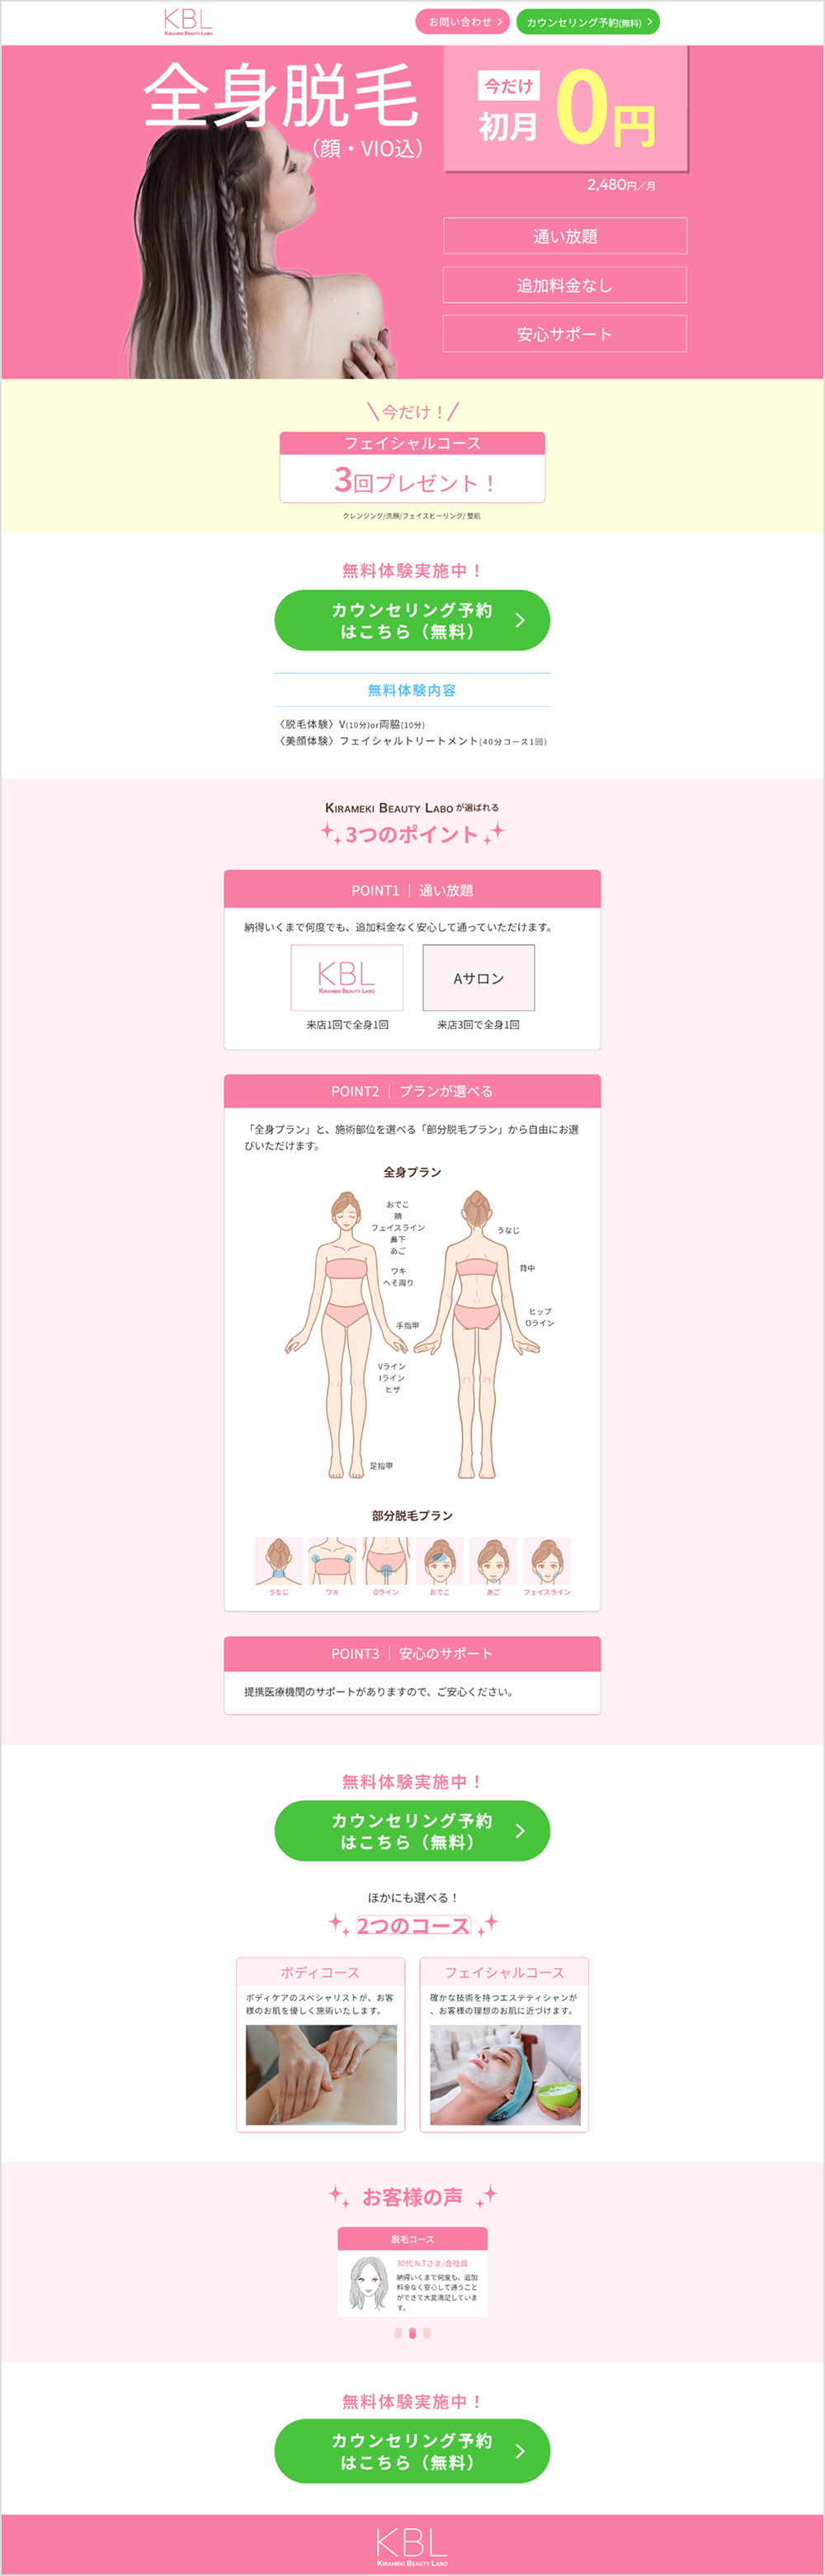 KBL
KIRAMEKI BEAUTY LABO
お問い合わせ
カウンセリング予約(無料)
全身脱毛
(顔・VIO込)
今だけ
初月
0円
2,480円／月
通い放題
追加料金なし
安心サポート
＼今だけ！／
フェイシャルコース
3回プレゼント！
クレンジング/洗顔/フェイスヒーリング/整肌
無料体験実施中！
カウンセリング予約
はこちら（無料）
無料体験内容
〈脱毛体験〉V(10分)or両脇(10分)
〈美顔体験〉フェイシャルトリートメント(40分コース1回)
KIRAMEKI BEAUTY LABO が選ばれる
3つのポイント
POINT1｜通い放題
納得いくまで何度でも、追加料金なく安心して通っていただけます。
KBL
KIRAMEKI BEAUTY LABO
Aサロン
来店1回で全身1回
来店3回で全身1回
POINT2｜プランが選べる
「全身プラン」と、施術部位を選べる「部分脱毛プラン」から自由にお選
びいただけます。
全身プラン
おでこ
頬
フェイスライン
鼻下
あご
ワキ
へそ周り
手指甲
Vライン
Iライン
ヒザ
足指甲
うなじ
背中
ヒップ
Oライン
部分脱毛プラン
うなじ
ワキ
Oライン
おでこ
あご
フェイスライン
POINT3｜安心のサポート
提携医療機関のサポートがありますので、ご安心ください。
無料体験実施中！
カウンセリング予約
はこちら（無料）
ほかにも選べる！
2つのコース
ボディコース
ボディケアのスペシャリストが、お客
様のお肌を優しく施術いたします。
フェイシャルコース
確かな技術を持つエステティシャンが
、お客様の理想のお肌に近づけます。
お客様の声
脱毛コース
30代 N.Tさま/会社員
納得いくまで何度も、追加
料金なく安心して通うこと
ができて大変満足していま
す。
無料体験実施中！
カウンセリング予約
はこちら（無料）
KBL
KIRAMEKI BEAUTY LABO